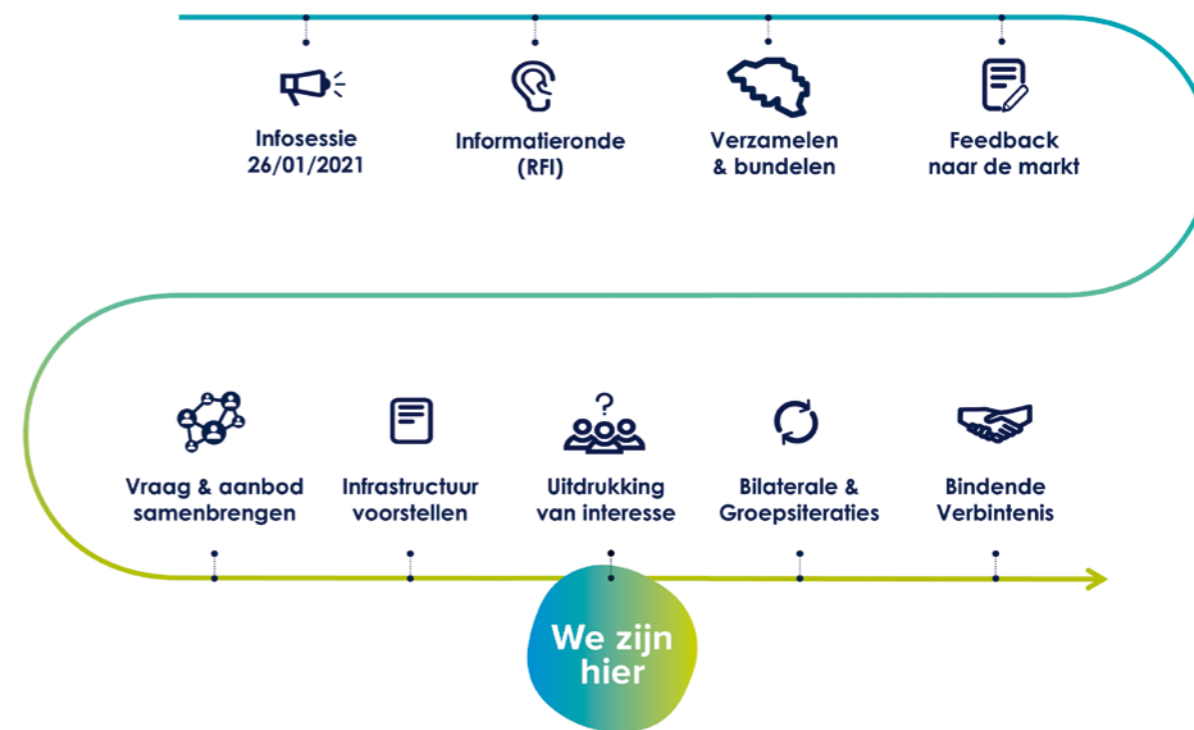 Infosessie
26/01/2021
Informatieronde
(RFI)
Verzamelen
& bundelen
Feedback
naar de markt
Vraag & aanbod
samenbrengen
Infrastructuur
voorstellen
?
Uitdrukking
van interesse
Bilaterale &
Groepsiteraties
Bindende
Verbintenis
We zijn
hier